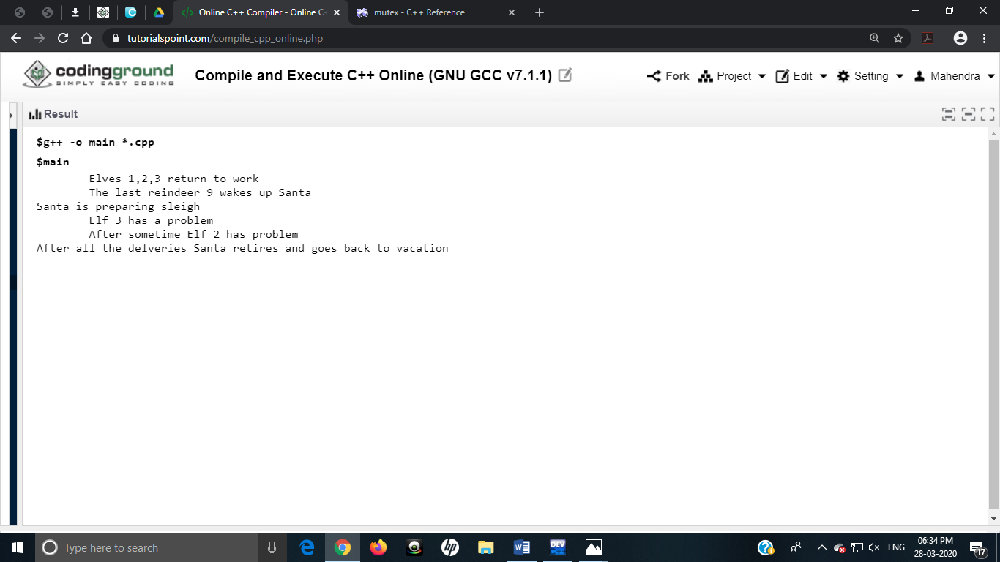 Online C++ Compiler - Online C
mutex - C++ Reference
tutorialspoint.com/compile_cpp_online.php
codingground
SIMPLY EASY CODING
Compile and Execute C++ Online (GNU GCC v7.1.1)
Fork
Project
Edit
Setting
Mahendra
Result
$g++ -o main *.cpp
$main
Elves 1,2,3 return to work
The last reindeer 9 wakes up Santa
Santa is preparing sleigh
Elf 3 has a problem
After sometime Elf 2 has problem
After all the delveries Santa retires and goes back to vacation
Type here to search
hp
W
DEV
ENG
06:34 PM
28-03-2020
17